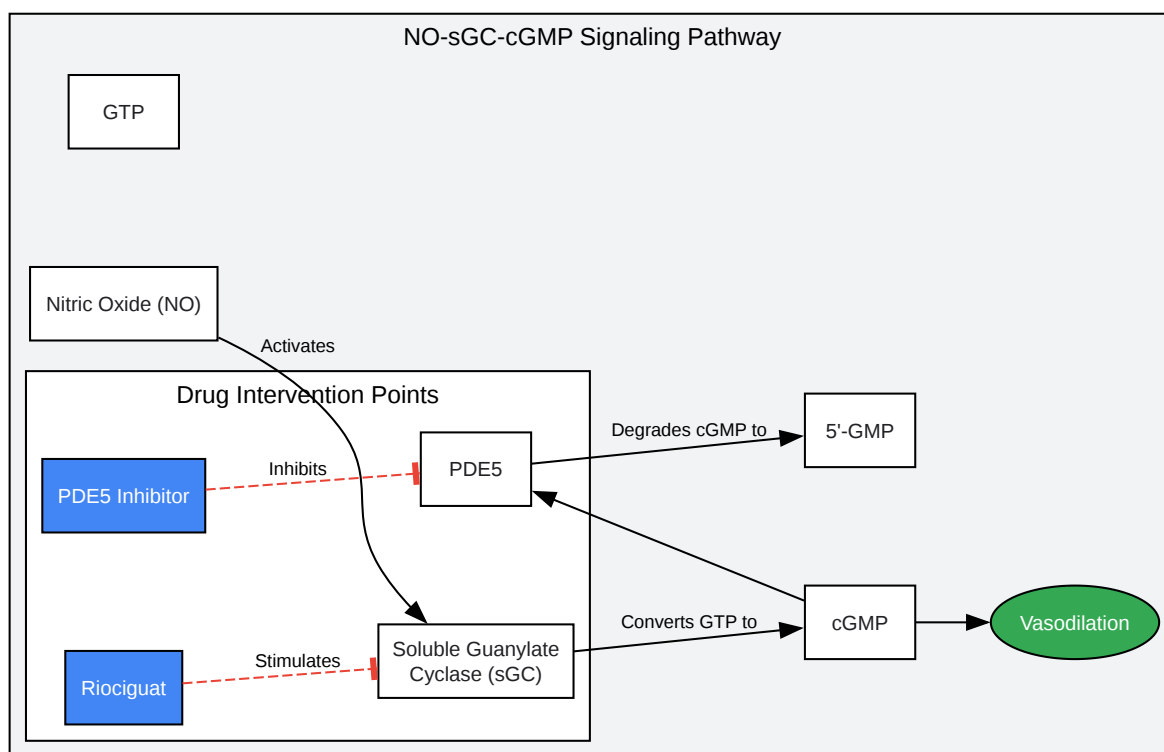 NO-sGC-cGMP Signaling Pathway
GTP
Nitric Oxide (NO)
Activates
Drug Intervention Points
PDE5 Inhibitor
Inhibits
PDE5
Degrades cGMP to
5'-GMP
Riociguat
Stimulates
Soluble Guanylate
Cyclase (sGC)
Converts GTP to
cGMP
Vasodilation